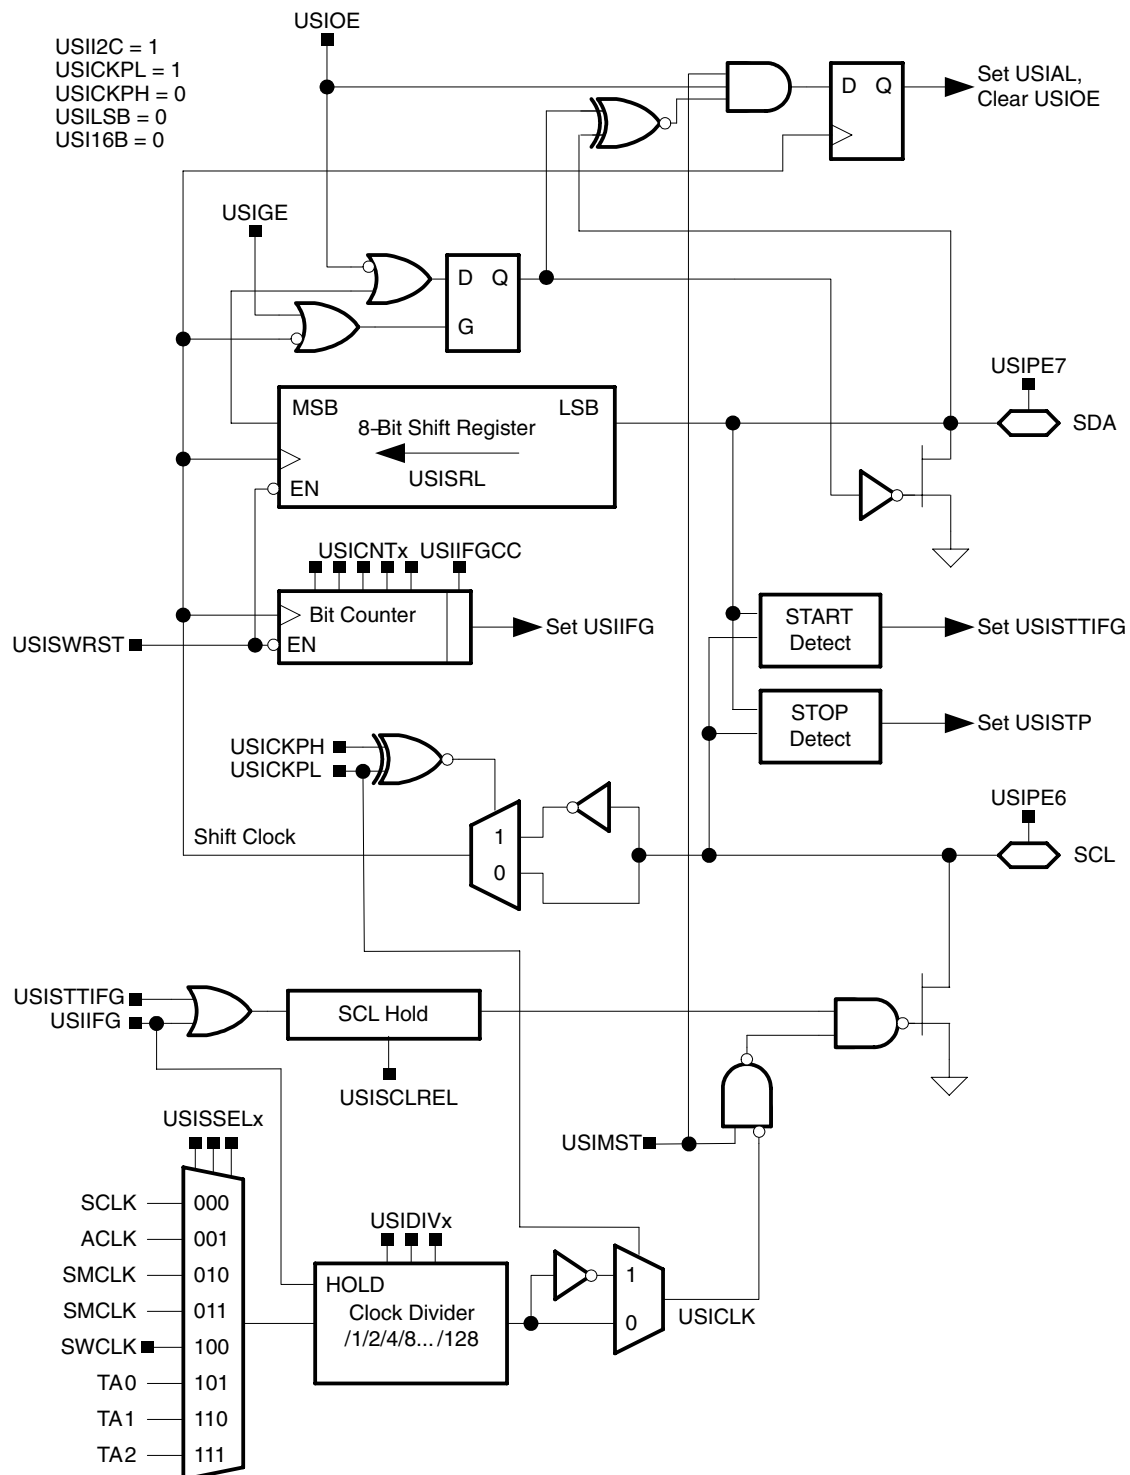 USIOE
USII2C = 1
USICKPL = 1
USICKPH = 0
USILSB = 0
USI16B = 0
D Q
Set USIAL,
Clear USIOE
USIGE
D Q
G
USIPE7
MSB LSB
8–Bit Shift Register
USISRL
EN
SDA
USICNTx USIIFGCC
Bit Counter
EN
Set USIIFG
USISWRST
START
Detect
Set USISTTIFG
STOP
Detect
Set USISTP
USICKPH
USICKPL
USIPE6
Shift Clock
1
0
SCL
USISTTIFG
USIIFG
SCL Hold
USISCLREL
USISSELx
USIMST
SCLK 000
ACLK 001
SMCLK 010
SMCLK 011
SWCLK 100
TA0 101
TA1 110
TA2 111
USIDIVx
HOLD
Clock Divider
/1/2/4/8... /128
1
0
USICLK